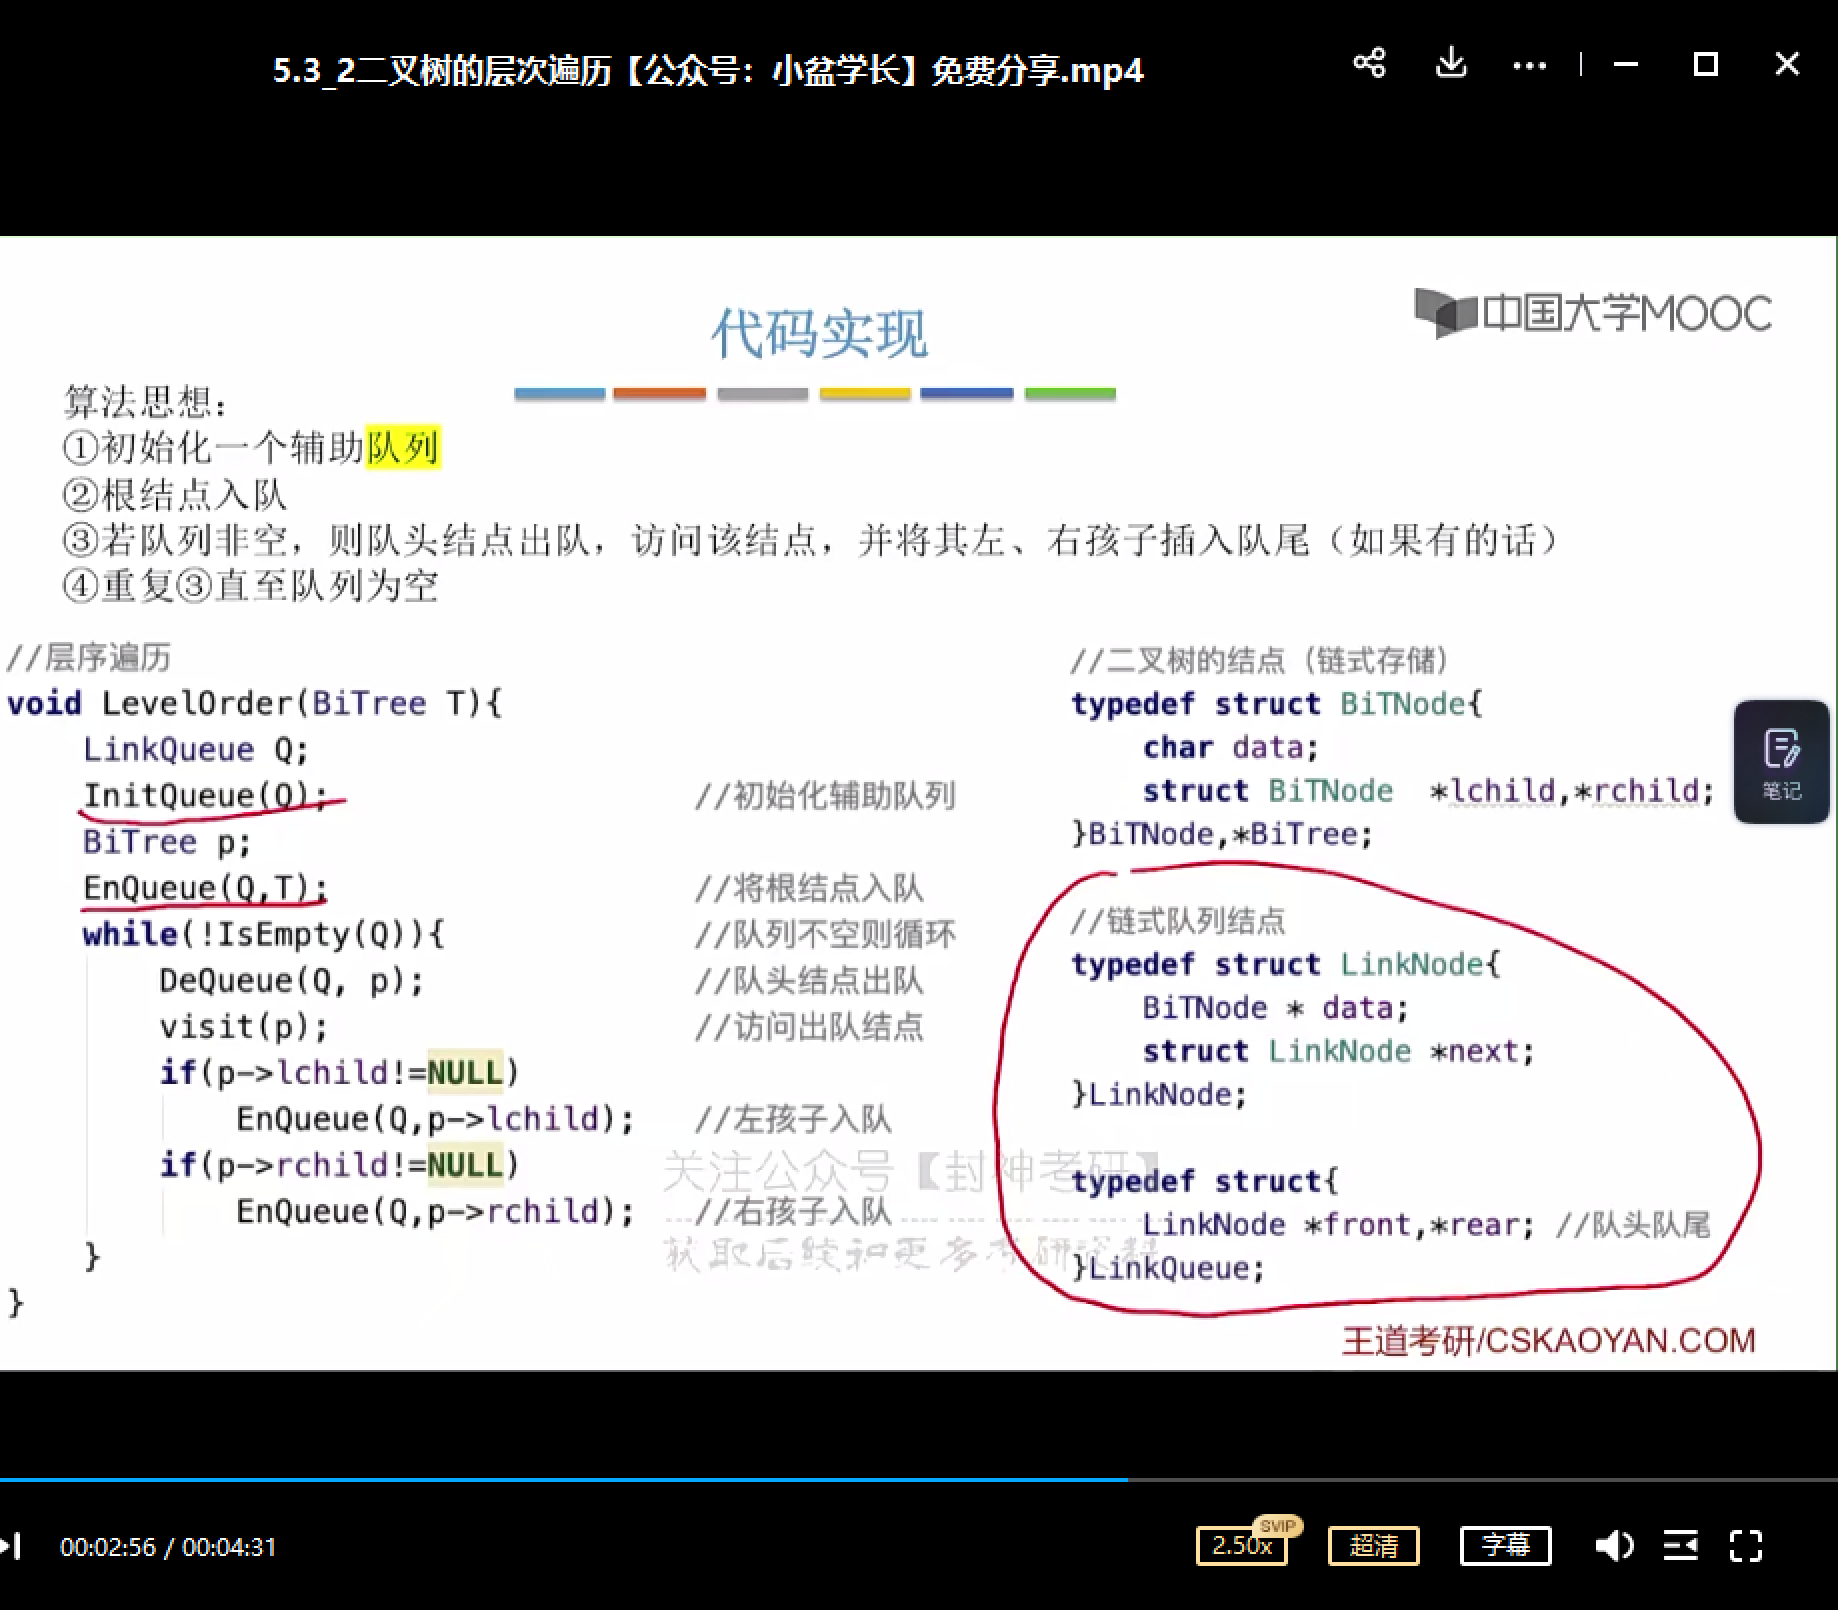 5.3_2二叉树的层次遍历【公众号：小盆学长】免费分享.mp4
中国大学MOOC
代码实现
算法思想：
①初始化一个辅助队列
②根结点入队
③若队列非空，则队头结点出队，访问该结点，并将其左、右孩子插入队尾（如果有的话）
④重复③直至队列为空
//层序遍历
void LevelOrder(BiTree T){
LinkQueue Q;
InitQueue(Q); //初始化辅助队列
BiTree p;
EnQueue(Q,T); //将根结点入队
while(!IsEmpty(Q)){ //队列不空则循环
DeQueue(Q, p); //队头结点出队
visit(p); //访问出队结点
if(p->lchild!=NULL)
EnQueue(Q,p->lchild); //左孩子入队
if(p->rchild!=NULL)
EnQueue(Q,p->rchild); //右孩子入队
}
}
//二叉树的结点（链式存储）
typedef struct BiTNode{
char data;
struct BiTNode *lchild,*rchild;
}BiTNode,*BiTree;
//链式队列结点
typedef struct LinkNode{
BiTNode * data;
struct LinkNode *next;
}LinkNode;
typedef struct{
LinkNode *front,*rear; //队头队尾
}LinkQueue;
关注公众号【封神考研】
获取后续和更多考研资料
笔记
王道考研/CSKAOYAN.COM
00:02:56 / 00:04:31
SVIP
2.50x
超清
字幕